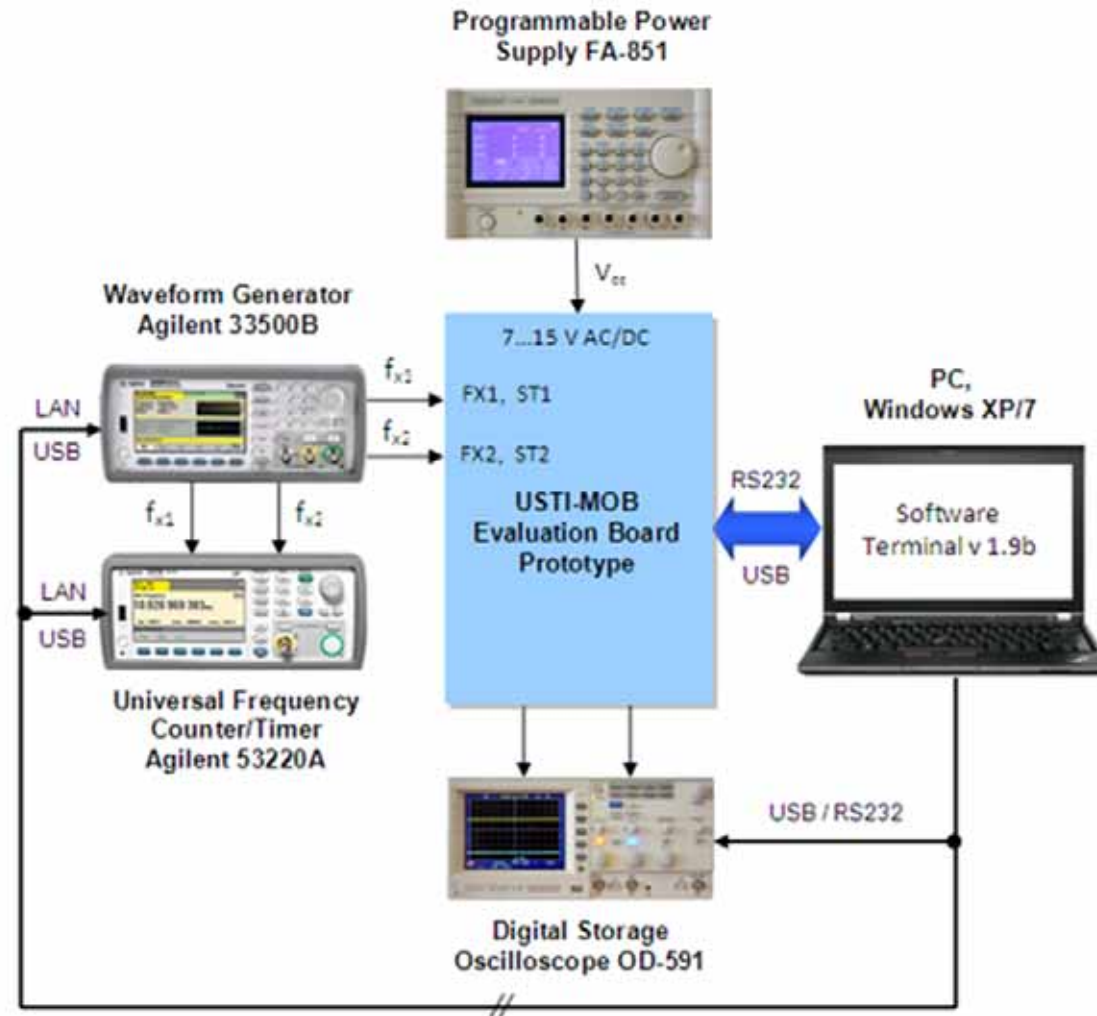 Programmable Power
Supply FA-851
Vcc
Waveform Generator
Agilent 33500B
7...15 V AC/DC
fx1
FX1, ST1
fx2
FX2, ST2
LAN
USB
PC,
Windows XP/7
USTI-MOB
Evaluation Board
Prototype
RS232
USB
Software
Terminal v 1.9b
fx1
fx2
LAN
USB
Universal Frequency
Counter/Timer
Agilent 53220A
USB / RS232
Digital Storage
Oscilloscope OD-591
//